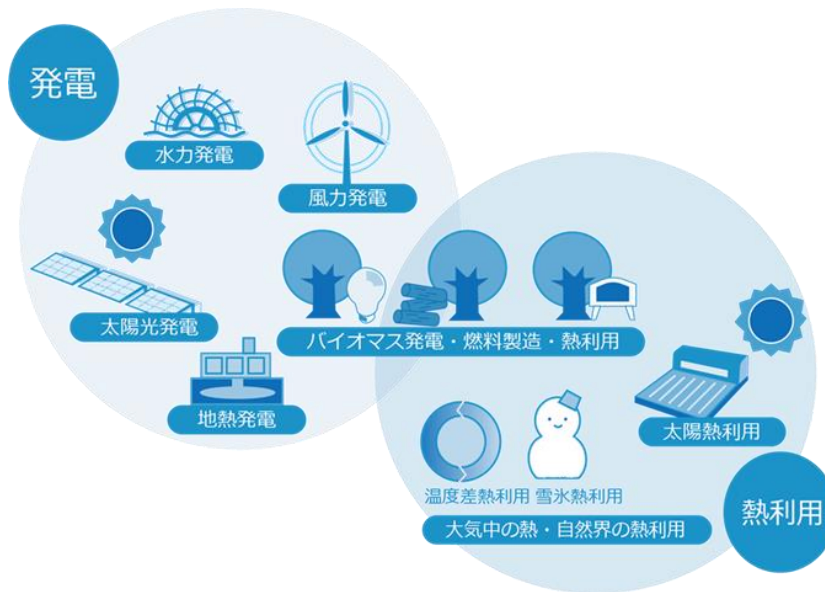 発電
水力発電
風力発電
太陽光発電
バイオマス発電・燃料製造・熱利用
地熱発電
太陽熱利用
温度差熱利用 雪氷熱利用
大気中の熱・自然界の熱利用
熱利用